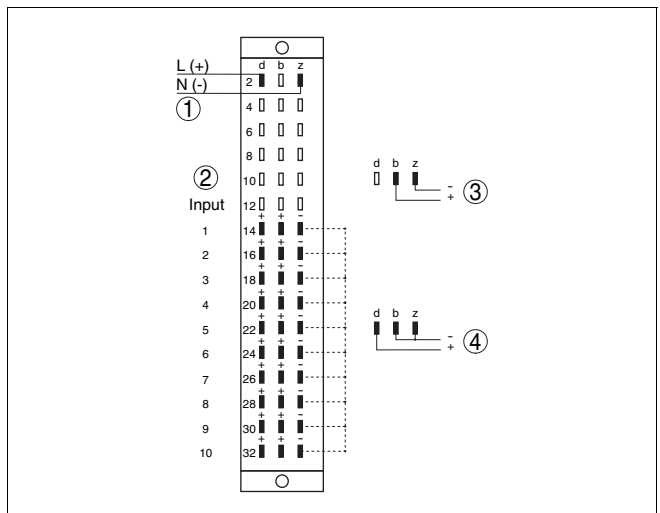 L (+)
N (-)
①
d b z
2
4
6
8
10
12
②
Input
+ + -
1 14
+ + -
2 16
+ + -
3 18
+ + -
4 20
+ + -
5 22
+ + -
6 24
+ + -
7 26
+ + -
8 28
+ + -
9 30
+ + -
10 32
d b z
-
+
③
d b z
-
+
④